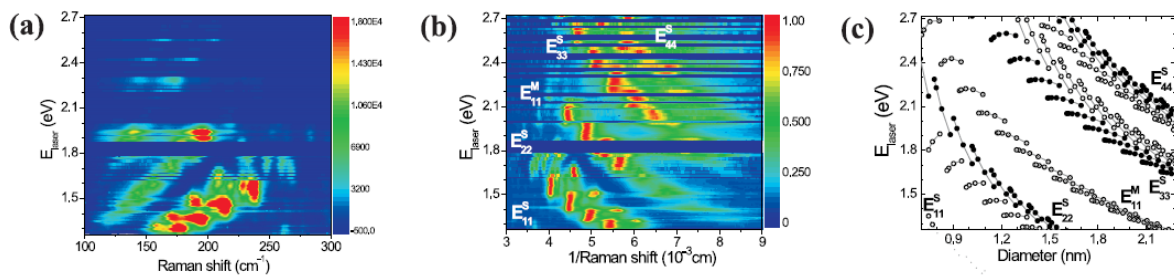 (a)
2.7
2.4
2.1
1.8
1.5
E_laser (eV)
100 150 200 250 300
Raman shift (cm⁻¹)
1,800E4
1.430E4
1.060E4
6900
3200
-500,0
(b)
2.7
2.4
2.1
1.8
1.5
E_laser (eV)
E^S_33
E^S_44
E^M_11
E^S_22
E^S_11
3 4 5 6 7 8 9
1/Raman shift (10⁻³cm)
1.00
0.750
0.500
0.250
0
(c)
2.7
2.4
2.1
1.8
1.5
E_laser (eV)
E^S_44
E^S_33
E^M_11
E^S_22
E^S_11
0,9 1,2 1,5 1,8 2,1
Diameter (nm)